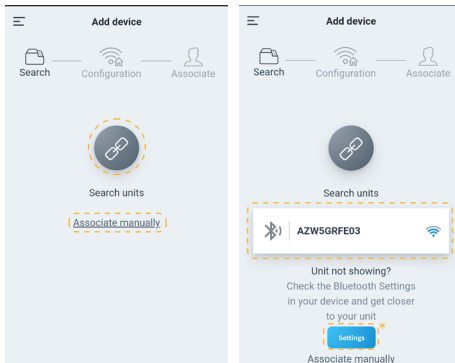 Add device
Search Configuration Associate
Search units
Associate manually
Add device
Search Configuration Associate
Search units
AZW5GRFE03
Unit not showing?
Check the Bluetooth Settings
in your device and get closer
to your unit
Settings *
Associate manually